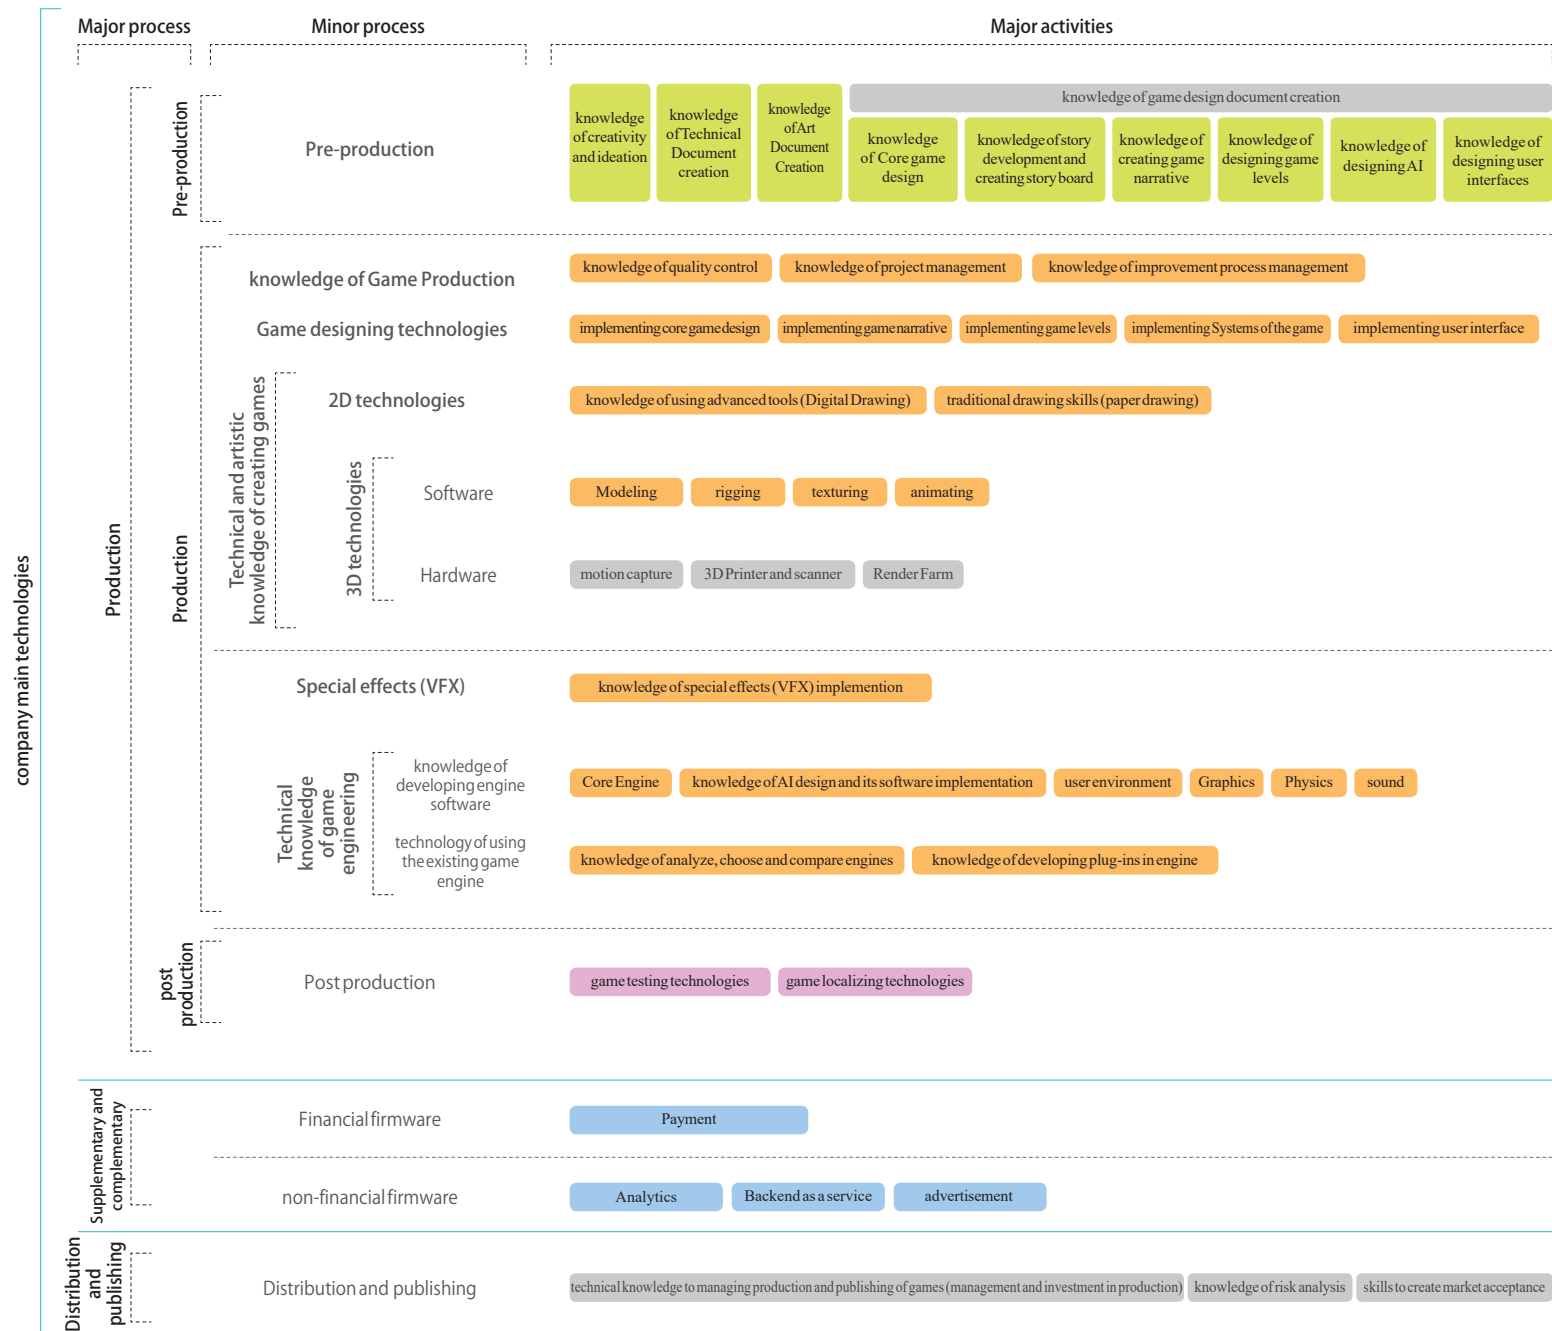 Major process
Minor process
Major activities
company main technologies
Production
Pre-production
Pre-production
knowledge
of creativity
and ideation
knowledge
of Technical
Document
creation
knowledge
of Art
Document
Creation
knowledge of game design document creation
knowledge
of Core game
design
knowledge of story
development and
creating story board
knowledge of
creating game
narrative
knowledge of
designing game
levels
knowledge of
designing AI
knowledge of
designing user
interfaces
Production
knowledge of Game Production
knowledge of quality control
knowledge of project management
knowledge of improvement process management
Game designing technologies
implementing core game design
implementing game narrative
implementing game levels
implementing Systems of the game
implementing user interface
Technical and artistic
knowledge of creating games
2D technologies
knowledge of using advanced tools (Digital Drawing)
traditional drawing skills (paper drawing)
3D technologies
Software
Modeling
rigging
texturing
animating
Hardware
motion capture
3D Printer and scanner
Render Farm
Special effects (VFX)
knowledge of special effects (VFX) implemention
Technical
knowledge
of game
engineering
knowledge of
developing engine
software
Core Engine
knowledge of AI design and its software implementation
user environment
Graphics
Physics
sound
technology of using
the existing game
engine
knowledge of analyze, choose and compare engines
knowledge of developing plug-ins in engine
post
production
Post production
game testing technologies
game localizing technologies
Supplementary and
complementary
Financial firmware
Payment
non-financial firmware
Analytics
Backend as a service
advertisement
Distribution
and
publishing
Distribution and publishing
technical knowledge to managing production and publishing of games (management and investment in production)
knowledge of risk analysis
skills to create market acceptance